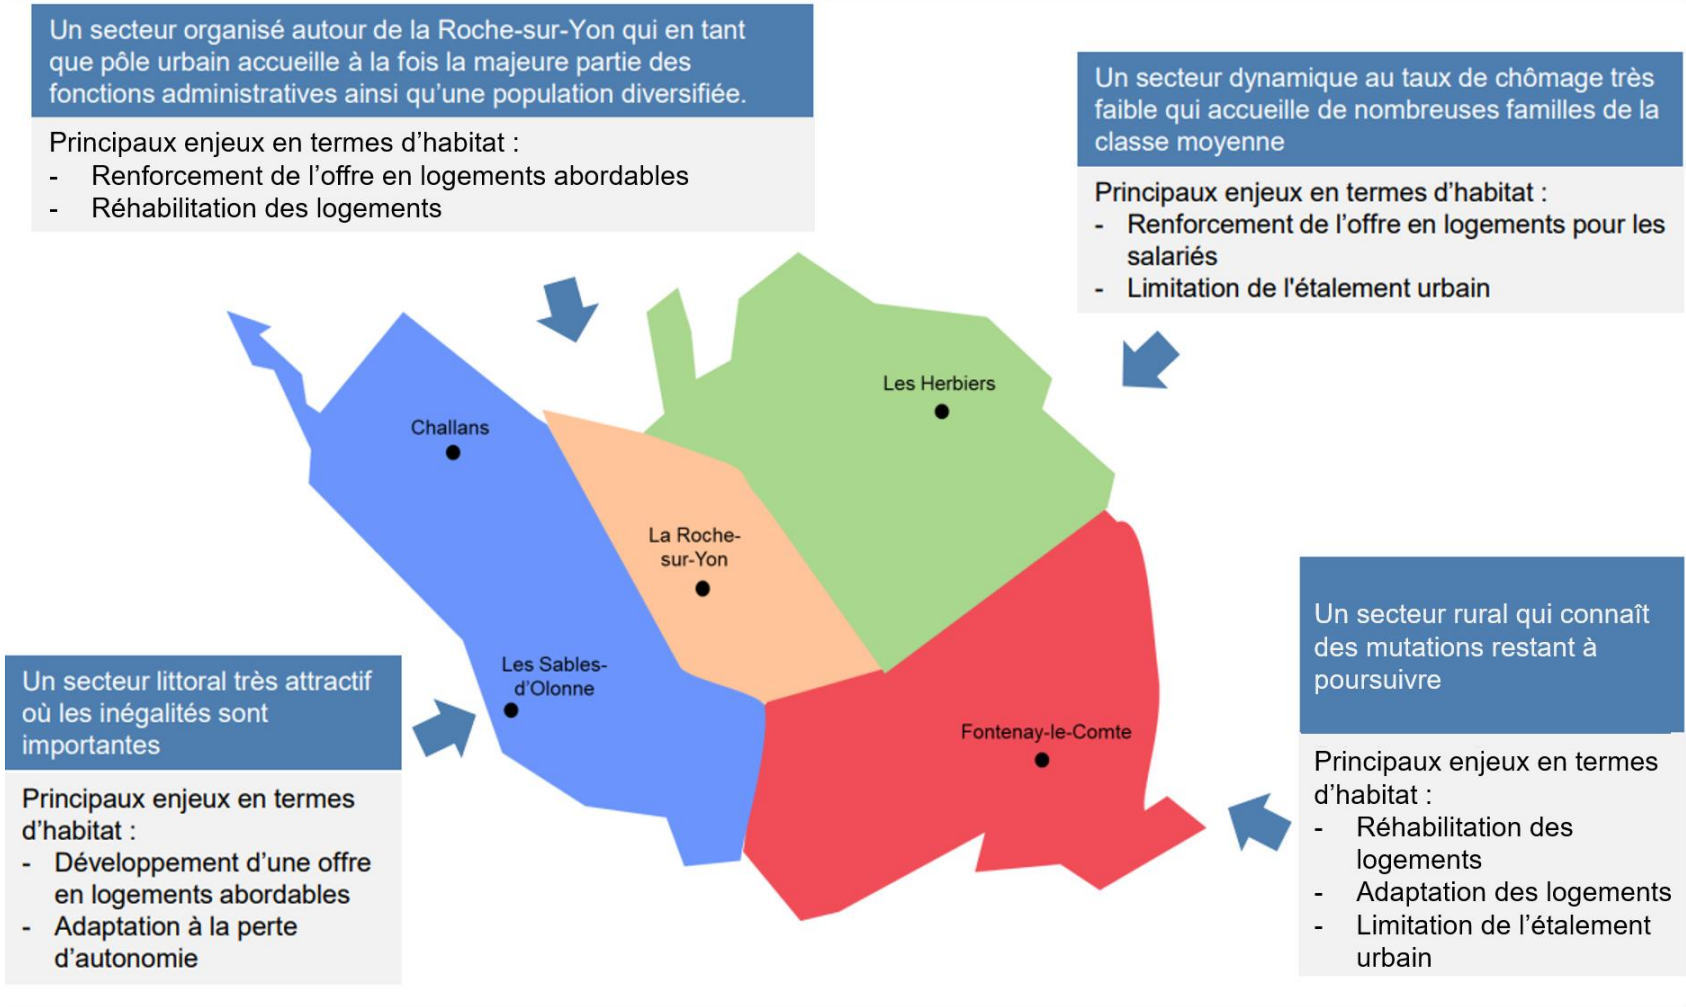 Un secteur organisé autour de la Roche-sur-Yon qui en tant
que pôle urbain accueille à la fois la majeure partie des
fonctions administratives ainsi qu'une population diversifiée.
Principaux enjeux en termes d'habitat :
- Renforcement de l'offre en logements abordables
- Réhabilitation des logements
Un secteur dynamique au taux de chômage très
faible qui accueille de nombreuses familles de la
classe moyenne
Principaux enjeux en termes d'habitat :
- Renforcement de l'offre en logements pour les
salariés
- Limitation de l'étalement urbain
Les Herbiers
Challans
La Roche-
sur-Yon
Les Sables-
d'Olonne
Fontenay-le-Comte
Un secteur littoral très attractif
où les inégalités sont
importantes
Principaux enjeux en termes
d'habitat :
- Développement d'une offre
en logements abordables
- Adaptation à la perte
d'autonomie
Un secteur rural qui connaît
des mutations restant à
poursuivre
Principaux enjeux en termes
d'habitat :
- Réhabilitation des
logements
- Adaptation des logements
- Limitation de l'étalement
urbain